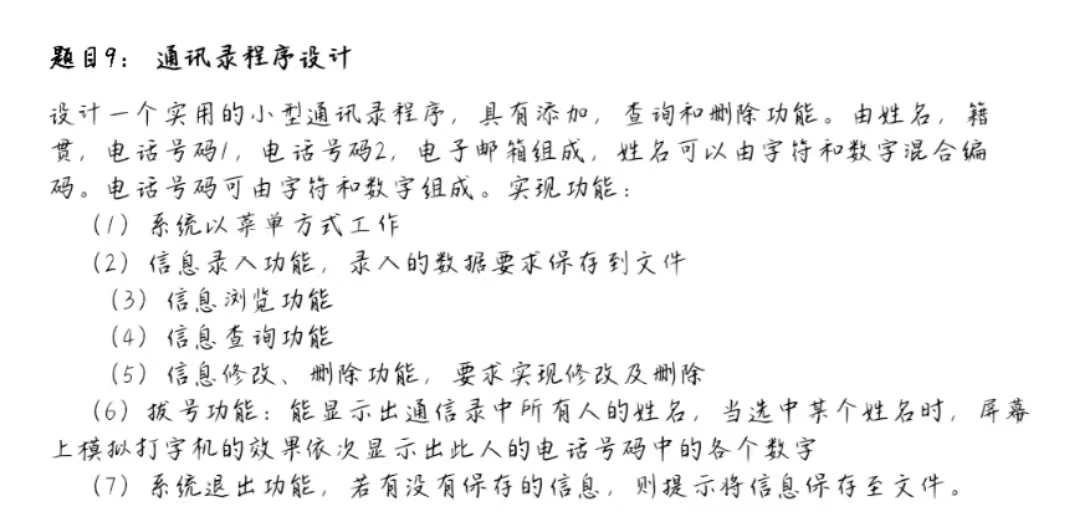 题目9： 通讯录程序设计
设计一个实用的小型通讯录程序，具有添加，查询和删除功能。由姓名，籍
贯，电话号码1，电话号码2，电子邮箱组成，姓名可以由字符和数字混合编
码。电话号码可由字符和数字组成。实现功能：
（1）系统以菜单方式工作
（2）信息录入功能，录入的数据要求保存到文件
（3）信息浏览功能
（4）信息查询功能
（5）信息修改、删除功能，要求实现修改及删除
（6）拔号功能：能显示出通信录中所有人的姓名，当选中某个姓名时，屏幕
上模拟打字机的效果依次显示出此人的电话号码中的各个数字
（7）系统退出功能，若有没有保存的信息，则提示将信息保存至文件。